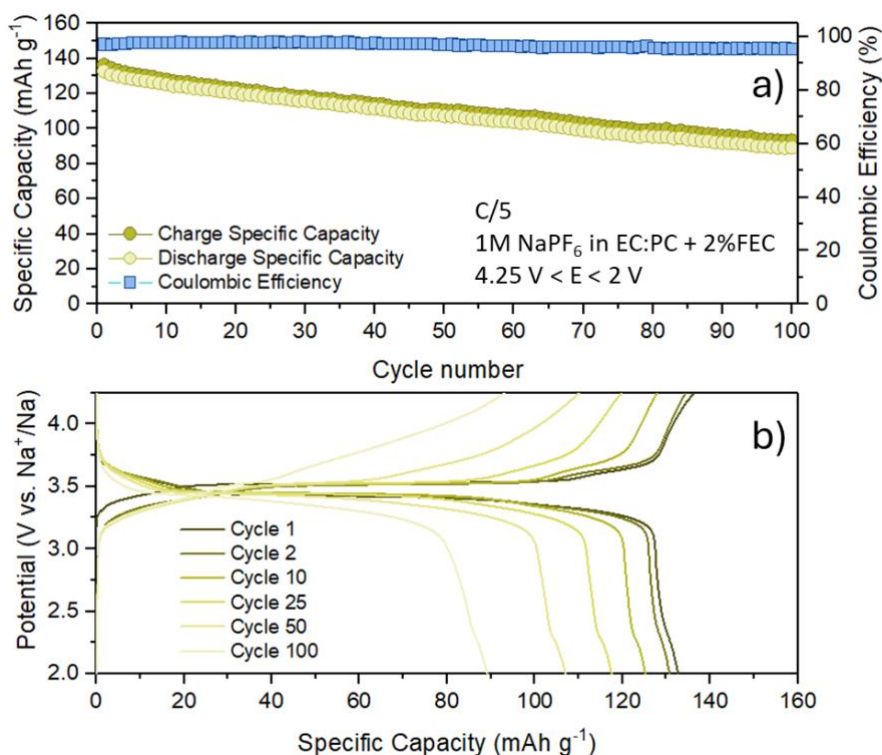 160
140
120
100
80
60
40
20
0
Specific Capacity (mAh g⁻¹)
a)
Charge Specific Capacity
Discharge Specific Capacity
Coulombic Efficiency
C/5
1M NaPF₆ in EC:PC + 2%FEC
4.25 V < E < 2 V
100
80
60
40
20
0
Coulombic Efficiency (%)
0 10 20 30 40 50 60 70 80 90 100
Cycle number
4.0
3.5
3.0
2.5
2.0
Potential (V vs. Na⁺/Na)
b)
Cycle 1
Cycle 2
Cycle 10
Cycle 25
Cycle 50
Cycle 100
0 20 40 60 80 100 120 140 160
Specific Capacity (mAh g⁻¹)